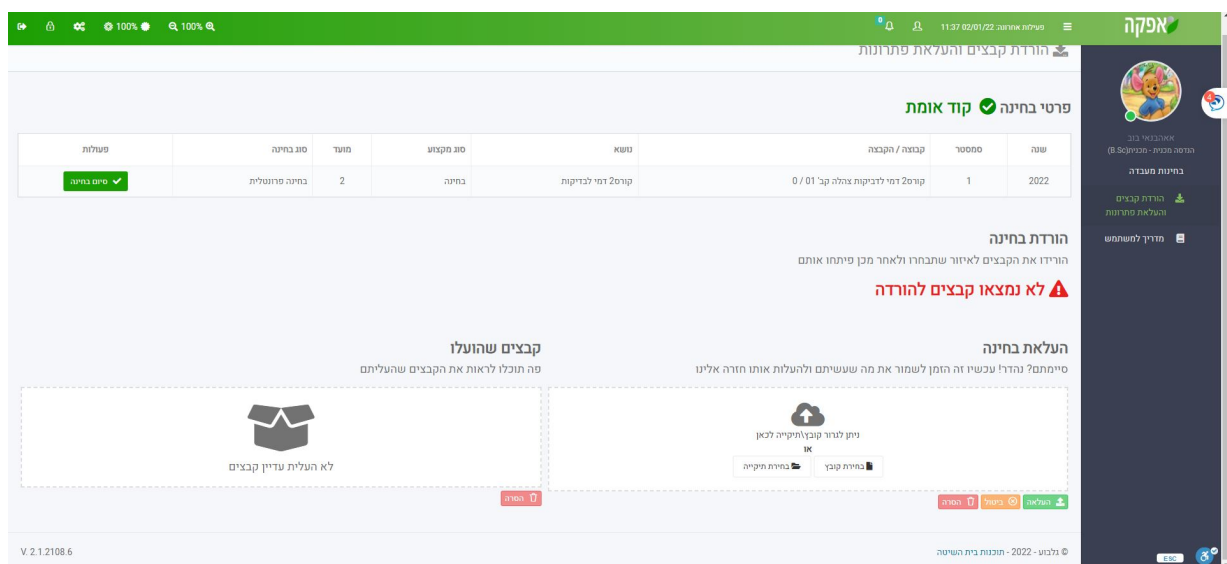 אפקה
פעילות אחרונה: 02/01/22 11:37
0
100%
100%
הורדת קבצים והעלאת פתרונות
4
אאהבנאי בוב
הנדסה מכנית - מכנית(B.Sc)
בחינות מעבדה
הורדת קבצים
והעלאת פתרונות
מדריך למשתמש
פרטי בחינה קוד אומת
שנה סמסטר קבוצה / הקבצה נושא סוג מקצוע מועד סוג בחינה פעולות
2022 1 קורס2 דמי לדביקות צהלה קב' 01 / 0 קורס2 דמי לבדיקות בחינה 2 בחינה פרונטלית סיום בחינה
הורדת בחינה
הורידו את הקבצים לאיזור שתבחרו ולאחר מכן פיתחו אותם
לא נמצאו קבצים להורדה
העלאת בחינה
סיימתם? נהדר! עכשיו זה הזמן לשמור את מה שעשיתם ולהעלות אותו חזרה אלינו
ניתן לגרור קובץ\תיקייה לכאן
או
בחירת קובץ בחירת תיקייה
העלאה ביטול הסרה
קבצים שהועלו
פה תוכלו לראות את הקבצים שהעליתם
לא העלית עדיין קבצים
הסרה
© גלבוע - 2022 - תוכנות בית השיטה
V. 2.1.2108.6
ESC